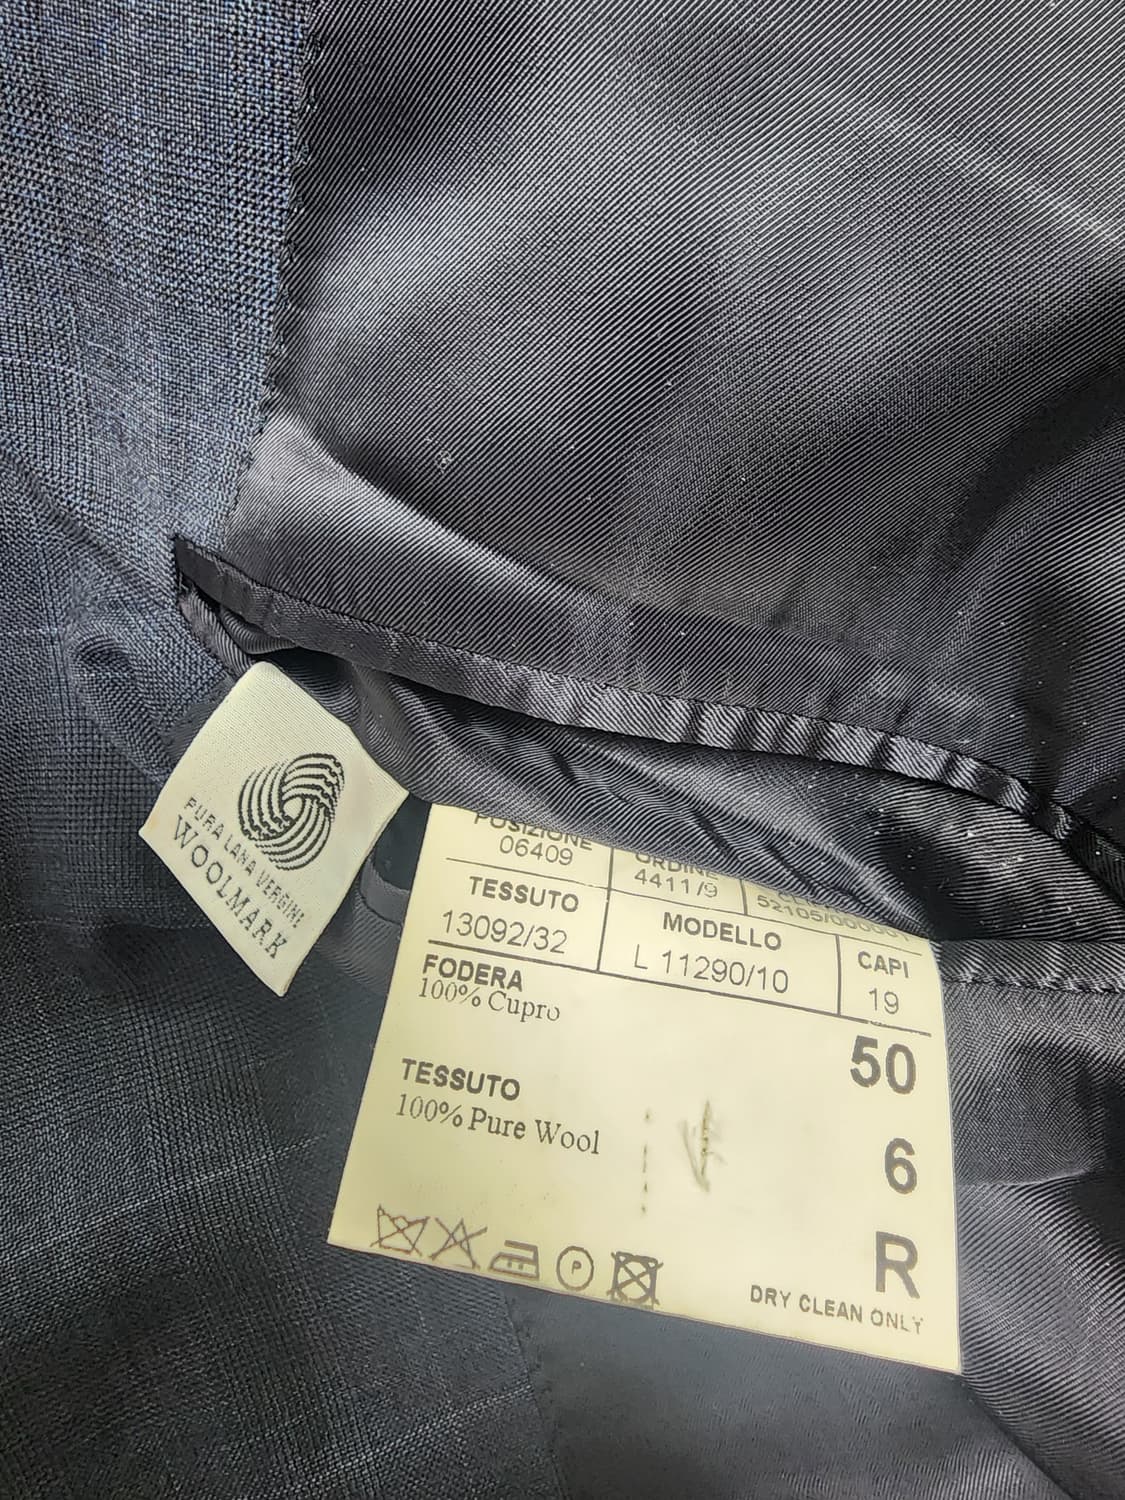 PURA LANA VERGINE
WOOLMARK
POSIZIONE
06409
ORDINE
4411/9
TESSUTO
13092/32
MODELLO
L 11290/10
CAPI
19
FODERA
100% Cupro
50
TESSUTO
100% Pure Wool
6
R
P
DRY CLEAN ONLY